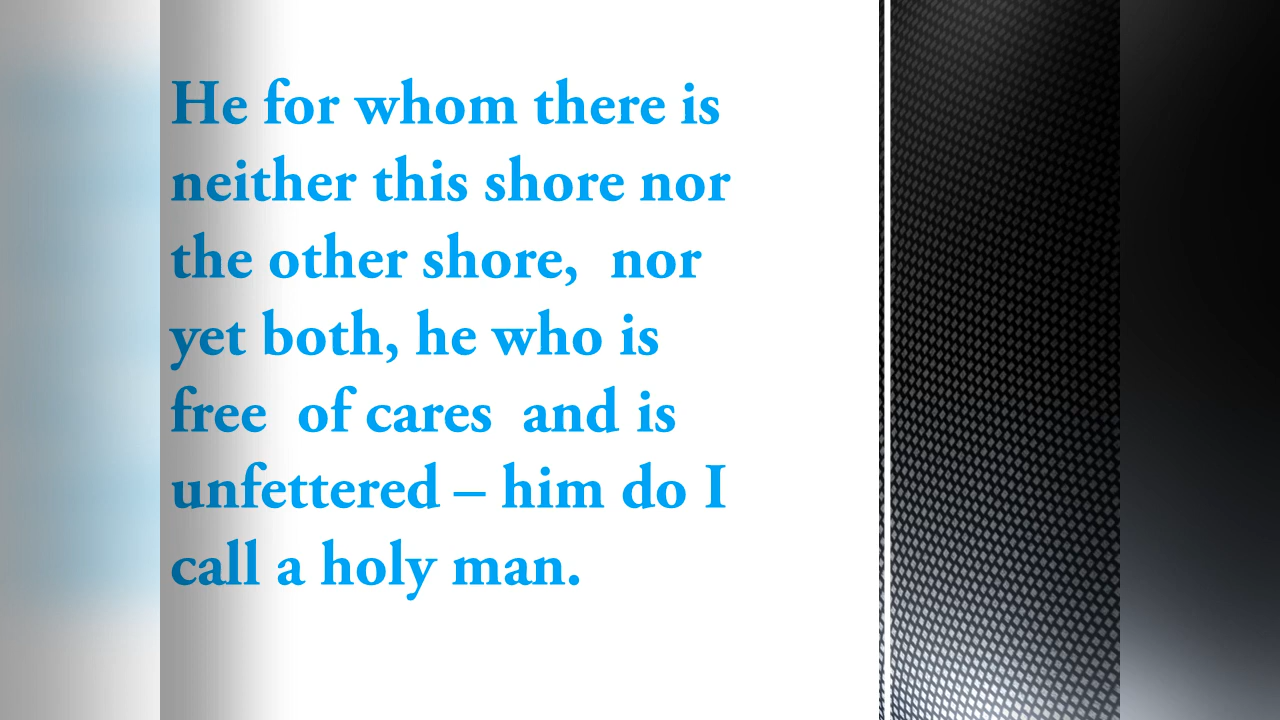 He for whom there is
neither this shore nor
the other shore,  nor
yet both, he who is
free  of cares  and is
unfettered – him do I
call a holy man.